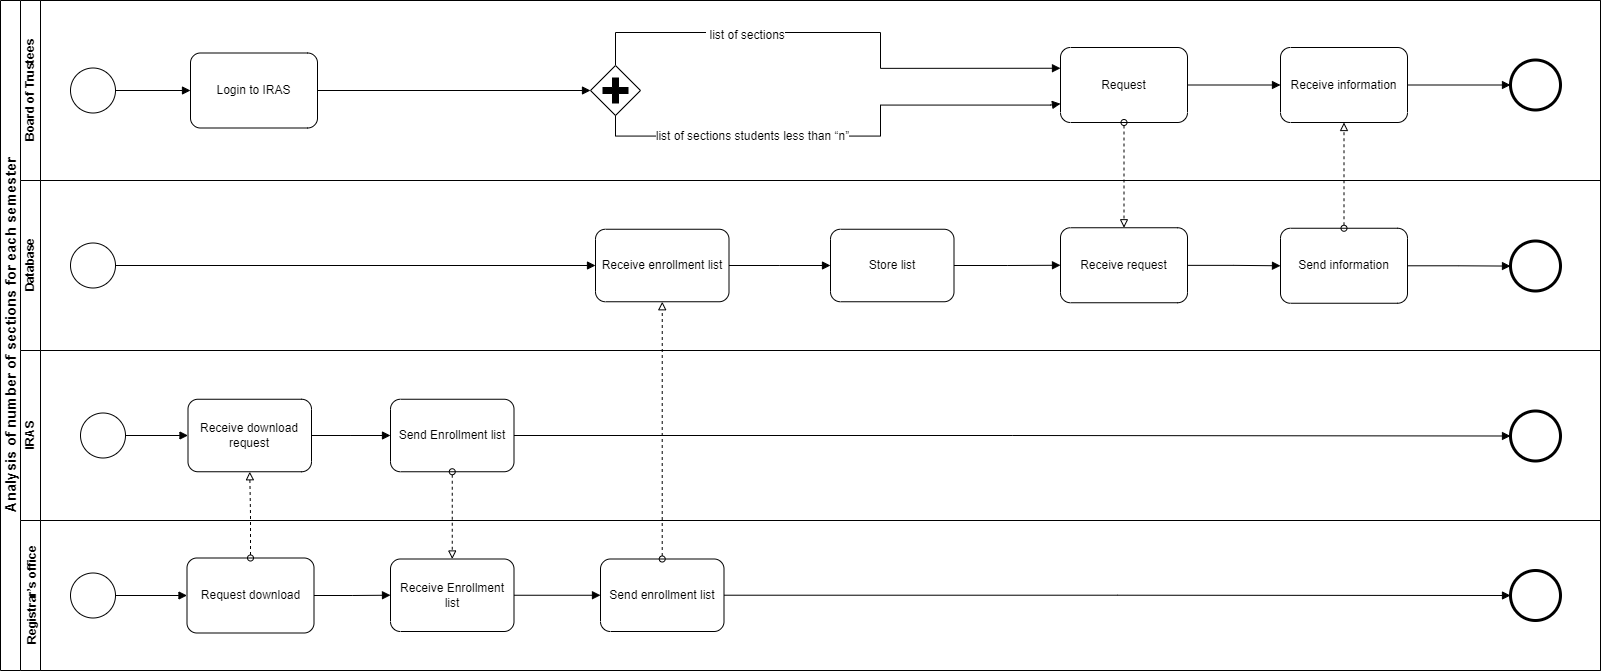 Analysis of number of sections for each semester
Board of Trustees
Login to IRAS
list of sections
list of sections students less than “n”
Request
Receive information
Database
Receive enrollment list
Store list
Receive request
Send information
IRAS
Receive download
request
Send Enrollment list
Registrar's office
Request download
Receive Enrollment
list
Send enrollment list